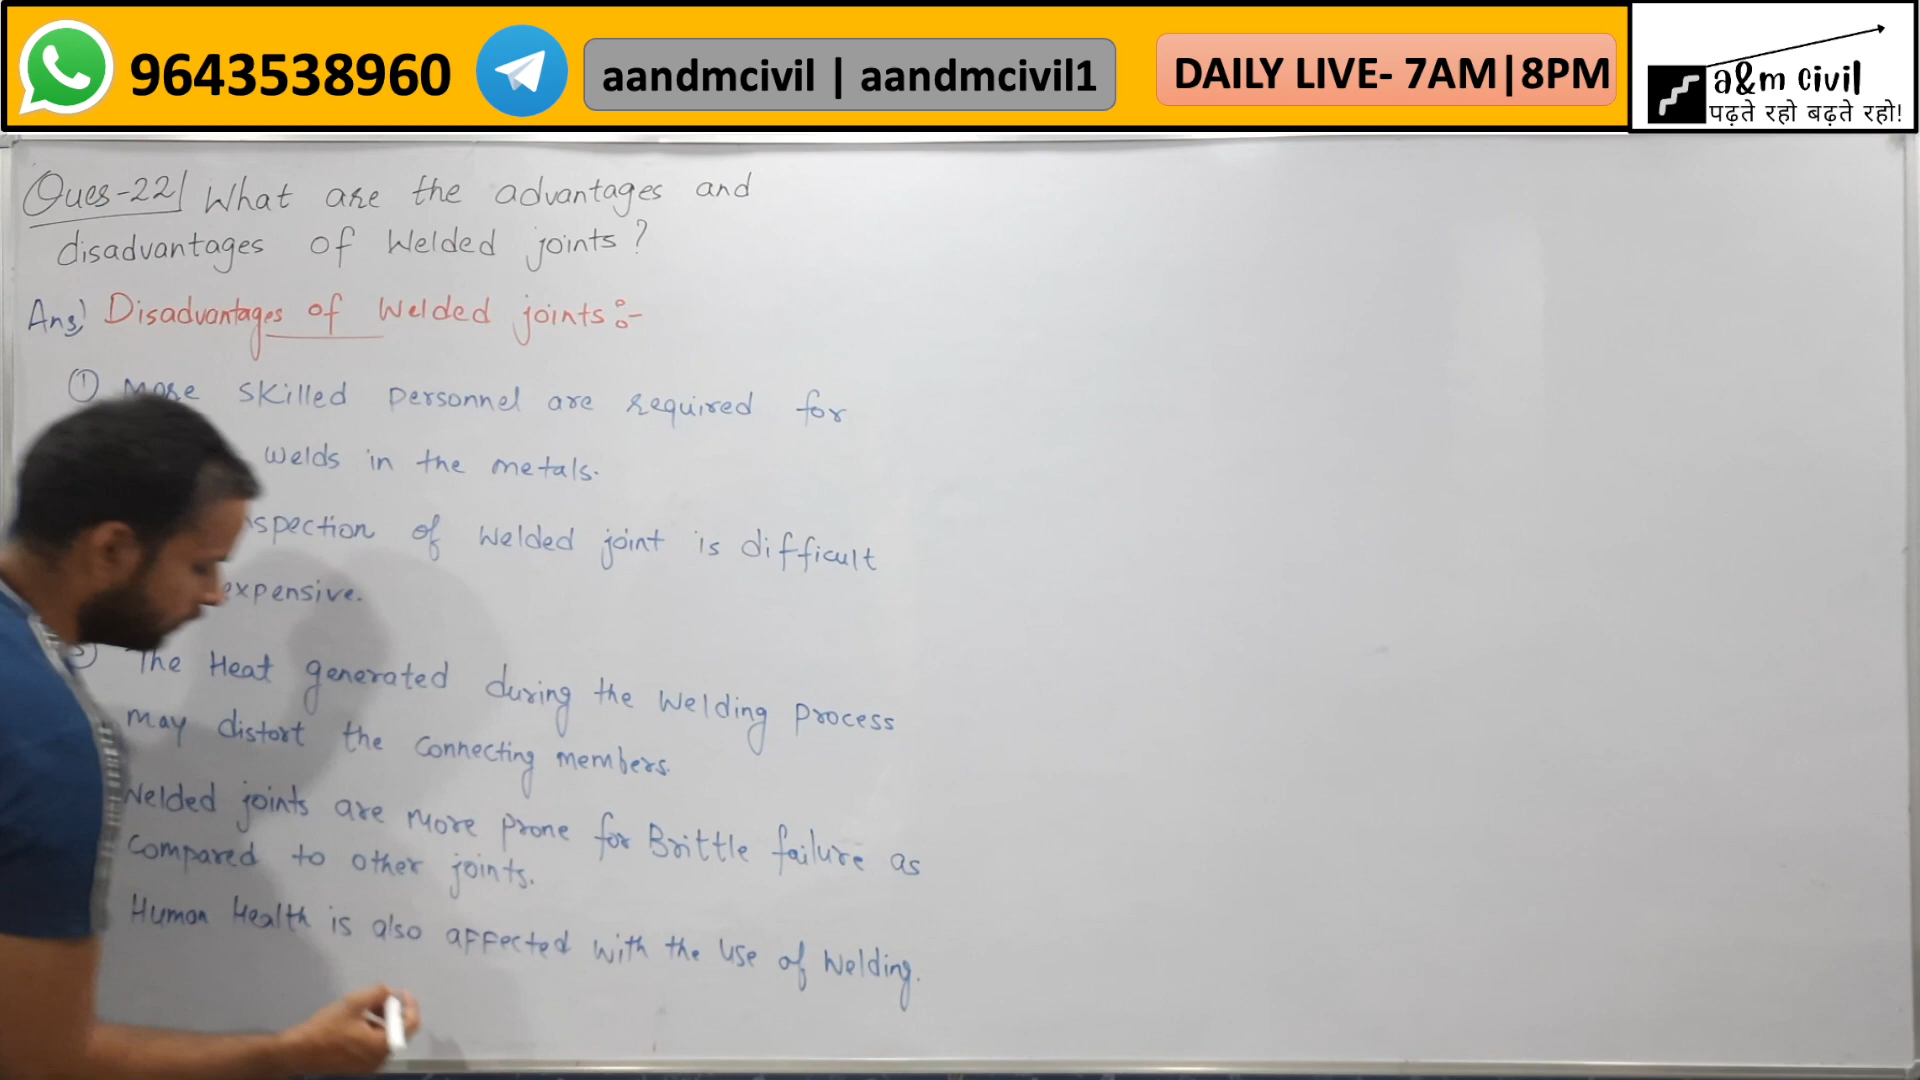 9643538960
aandmcivil | aandmcivil1
DAILY LIVE- 7AM|8PM
a&m civil
पढ़ते रहो बढ़ते रहो!
Ques-22 What are the advantages and
disadvantages of Welded joints?
Ans) Disadvantages of Welded joints:-
① More skilled personnel are required for
welds in the metals.
spection of Welded joint is difficult
expensive.
The Heat generated during the Welding process
may distort the connecting members.
Welded joints are more prone for Brittle failure as
compared to other joints.
Human Health is also affected with the use of Welding.